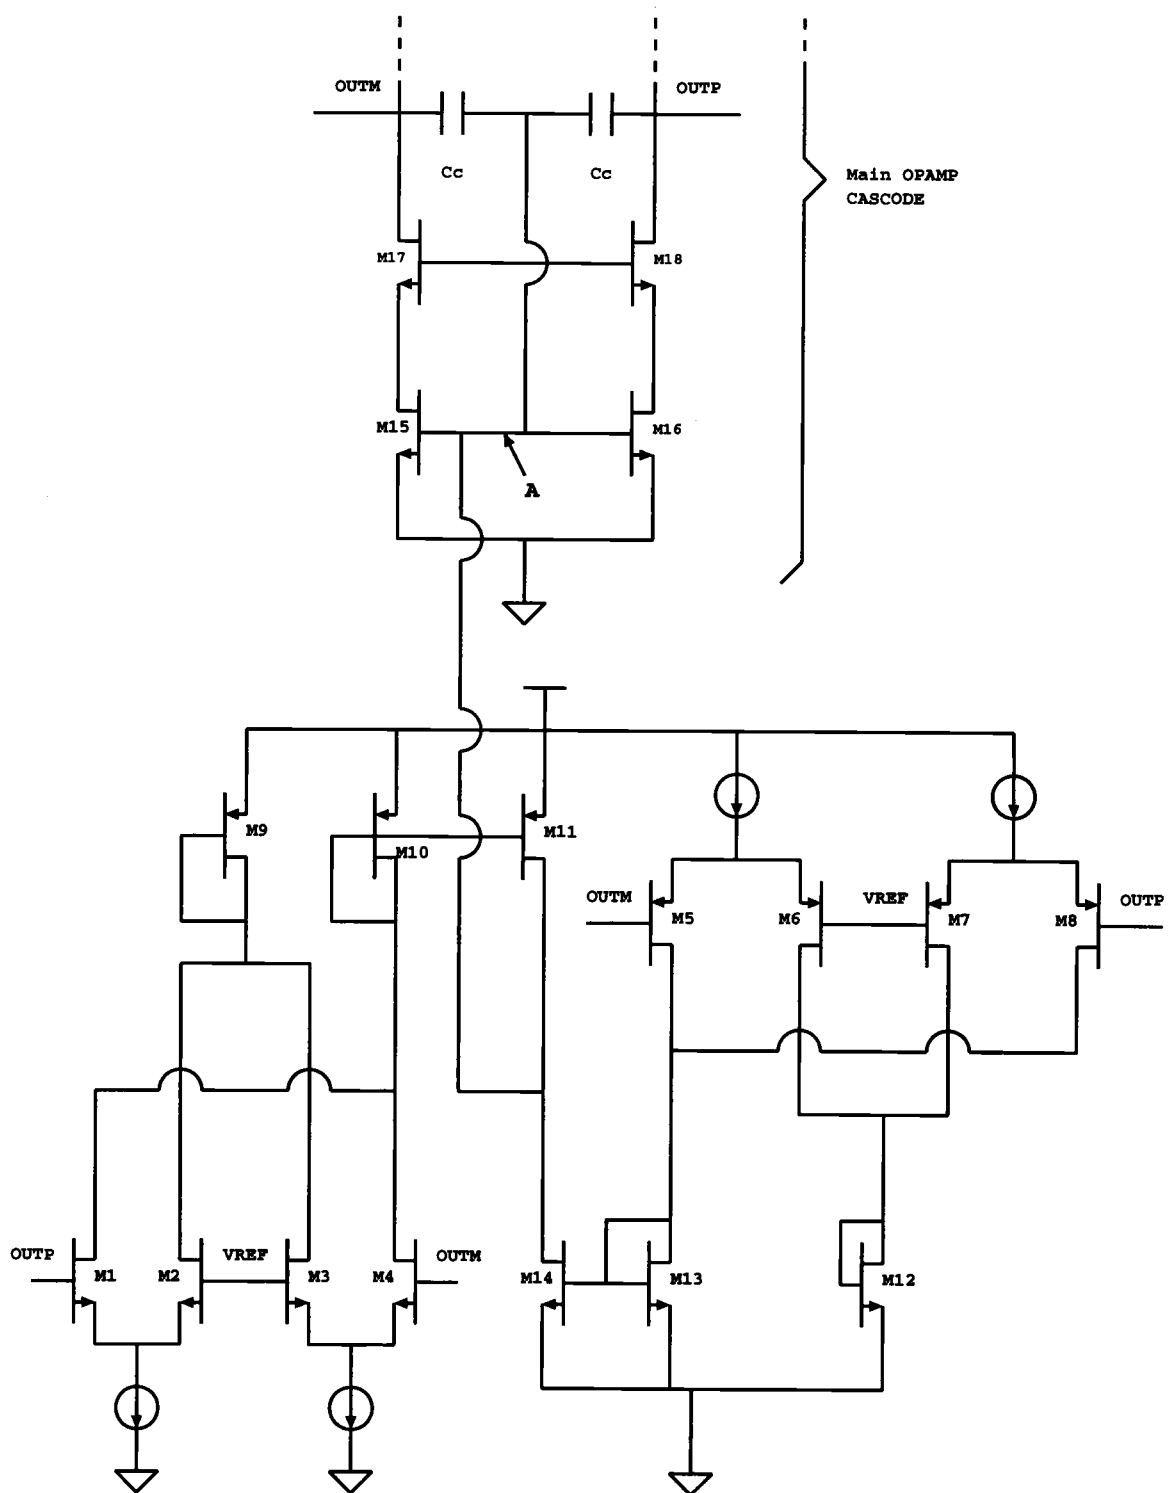 OUTM
OUTP
Cc
Cc
Main OPAMP
CASCODE
M17
M18
M15
M16
A
M9
M10
M11
OUTM
M5
M6
VREF
M7
M8
OUTP
OUTP
M1
M2
VREF
M3
M4
OUTM
M14
M13
M12